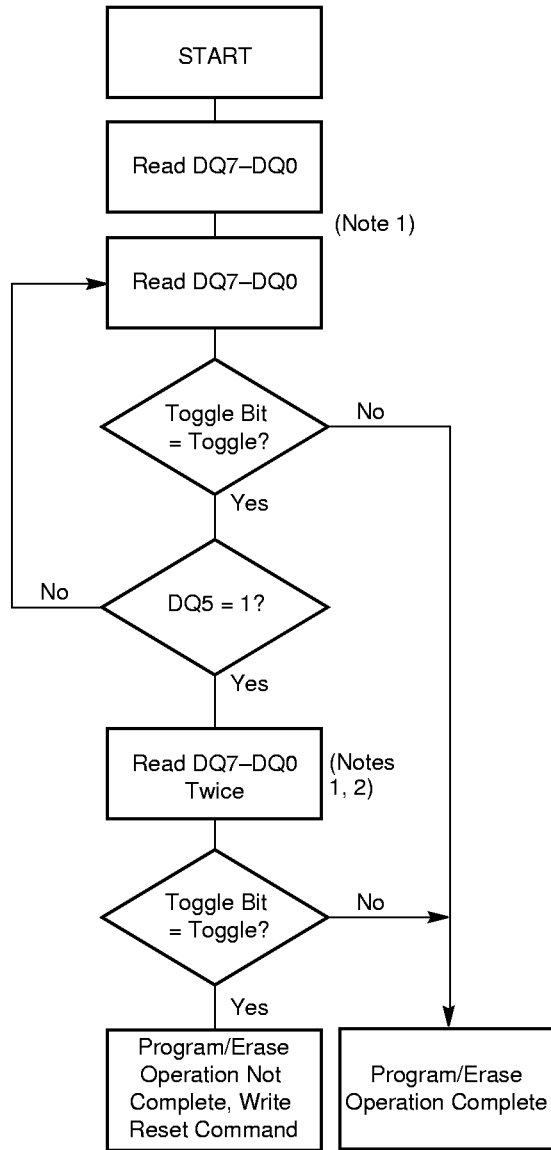 START
Read DQ7–DQ0
(Note 1)
Read DQ7–DQ0
Toggle Bit
= Toggle?
No
Yes
No
DQ5 = 1?
Yes
Read DQ7–DQ0
Twice
(Notes
1, 2)
Toggle Bit
= Toggle?
No
Yes
Program/Erase
Operation Not
Complete, Write
Reset Command
Program/Erase
Operation Complete